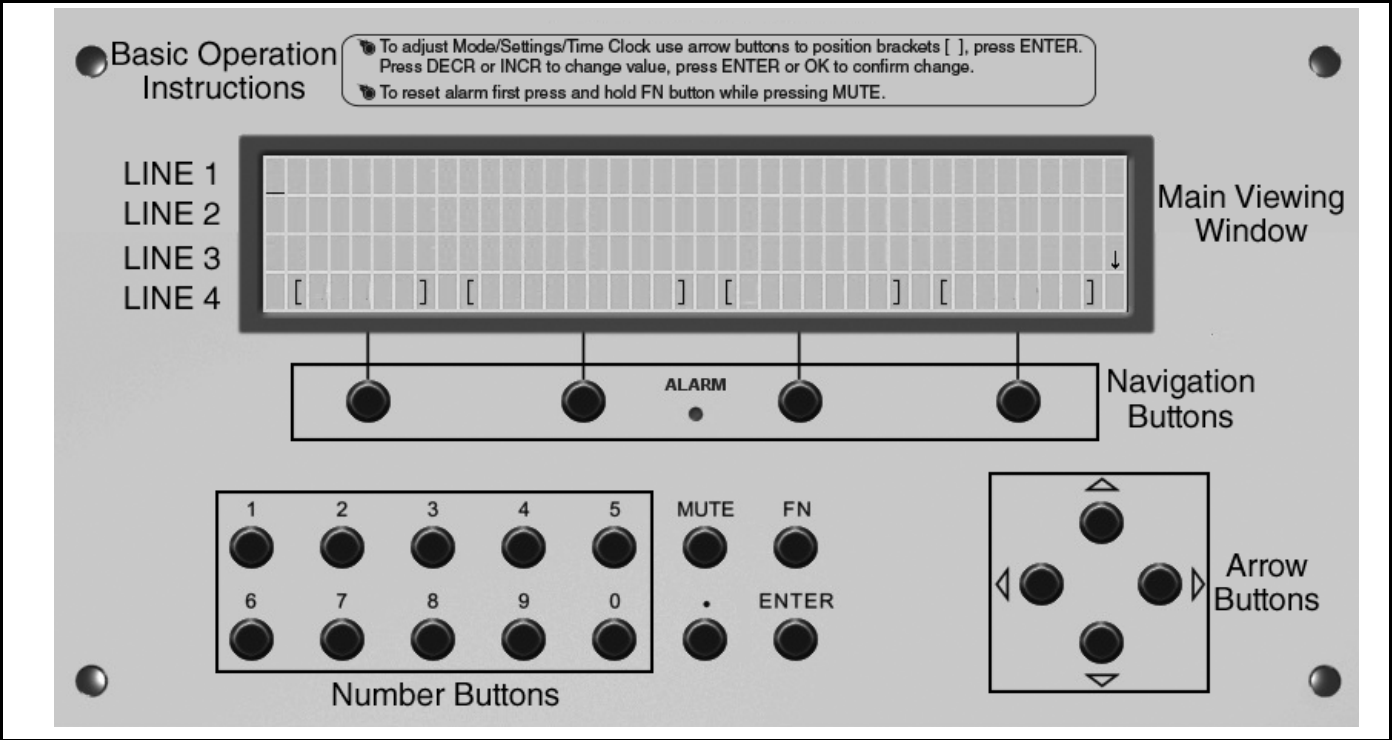 Basic Operation
Instructions
To adjust Mode/Settings/Time Clock use arrow buttons to position brackets [ ], press ENTER.
Press DECR or INCR to change value, press ENTER or OK to confirm change.
To reset alarm first press and hold FN button while pressing MUTE.
LINE 1
LINE 2
LINE 3
LINE 4
_
↓
[ ] [ ] [ ] [ ]
Main Viewing
Window
ALARM
Navigation
Buttons
1 2 3 4 5 MUTE FN
6 7 8 9 0 . ENTER
Number Buttons
Arrow
Buttons